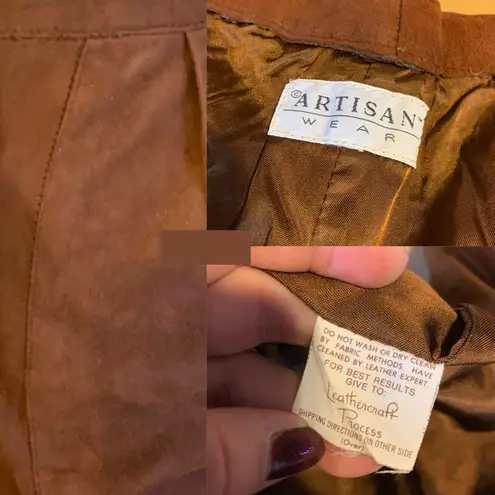 © ARTISAN
WEAR
DO NOT WASH OR DRY CLEAN
BY FABRIC METHODS. HAVE
CLEANED BY LEATHER EXPERT.
FOR BEST RESULTS
GIVE TO:
Leathercraft
Process
SHIPPING DIRECTIONS ON OTHER SIDE
(Over)